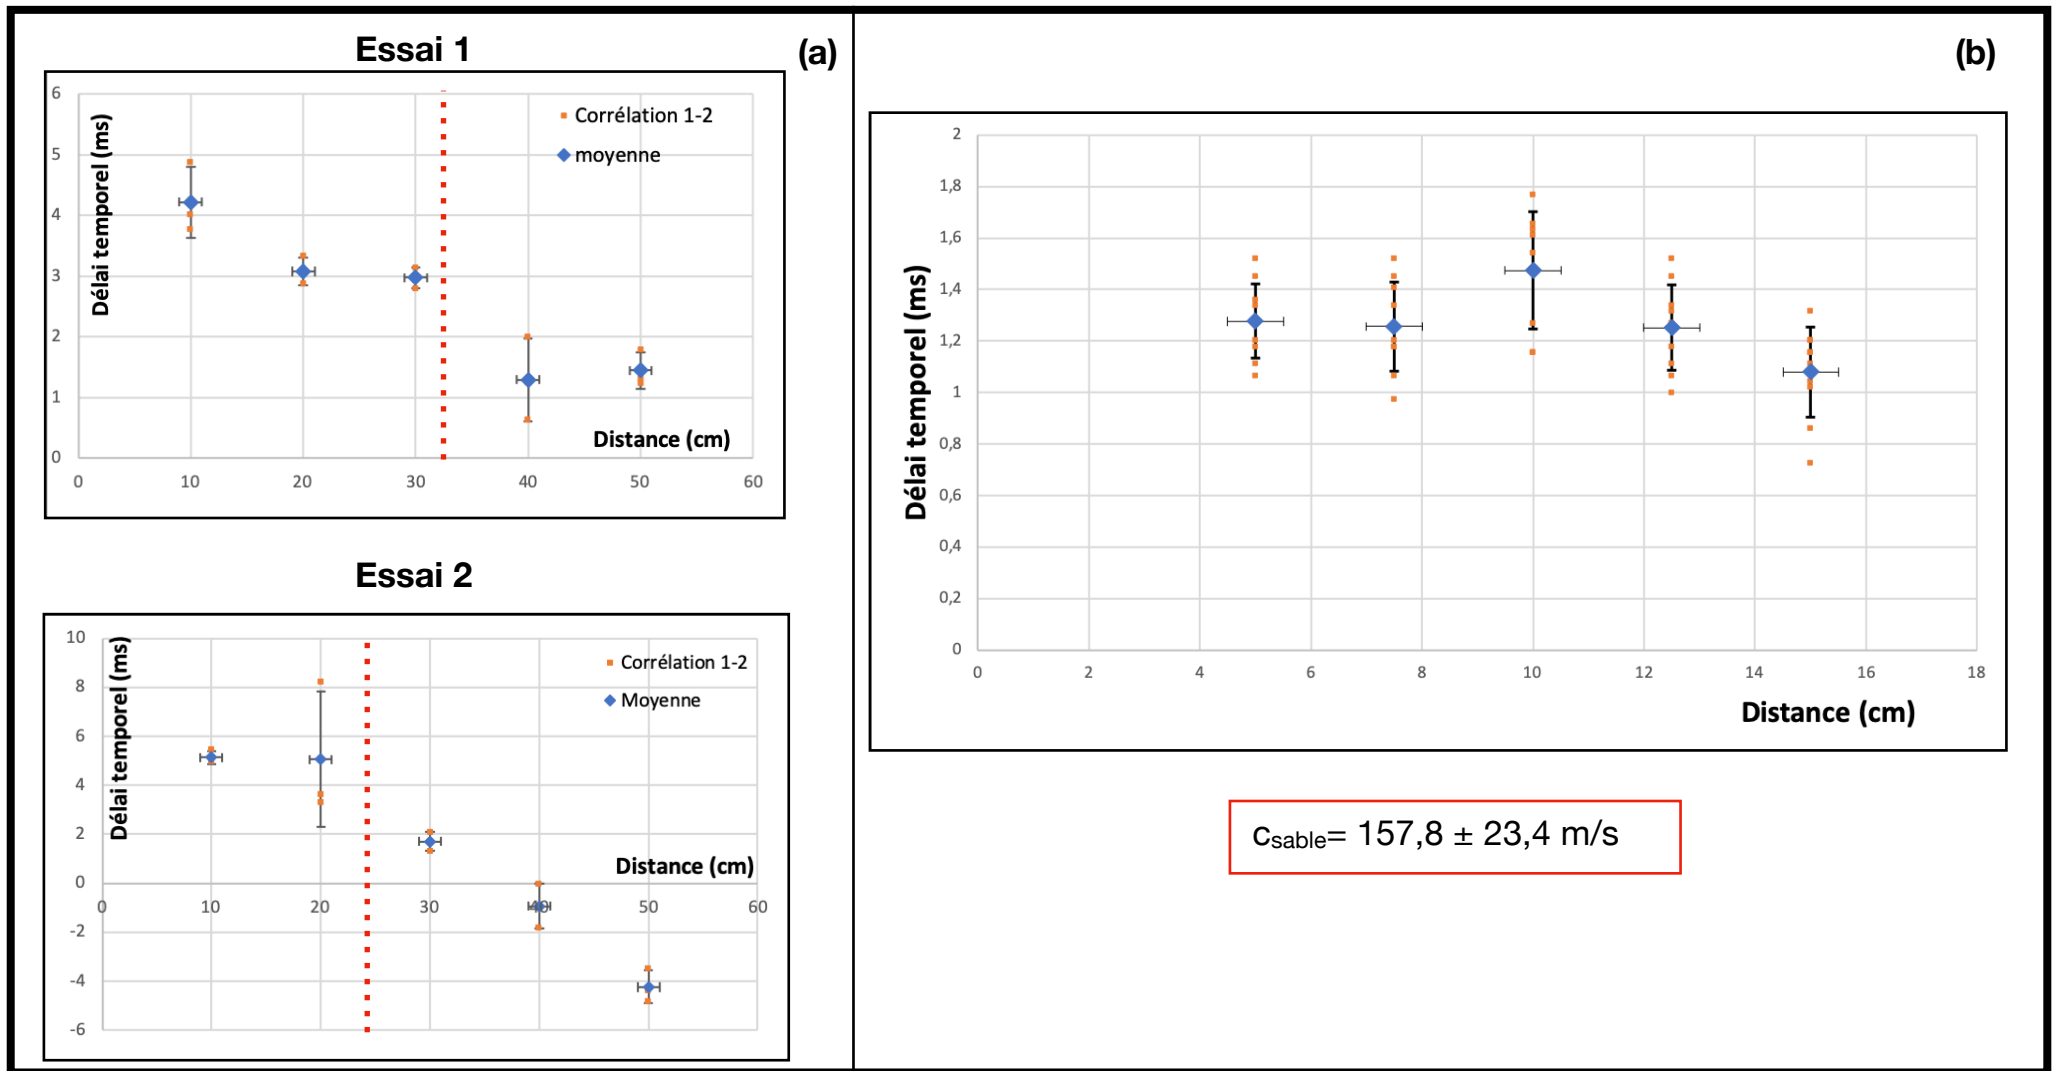 Essai 1
(a)
6
5
4
3
2
1
0
Délai temporel (ms)
Corrélation 1-2
moyenne
Distance (cm)
0 10 20 30 40 50 60
Essai 2
10
8
6
4
2
0
-2
-4
-6
Délai temporel (ms)
Corrélation 1-2
Moyenne
Distance (cm)
0 10 20 30 40 50 60
(b)
2
1,8
1,6
1,4
1,2
1
0,8
0,6
0,4
0,2
0
Délai temporel (ms)
0 2 4 6 8 10 12 14 16 18
Distance (cm)
csable= 157,8 ± 23,4 m/s